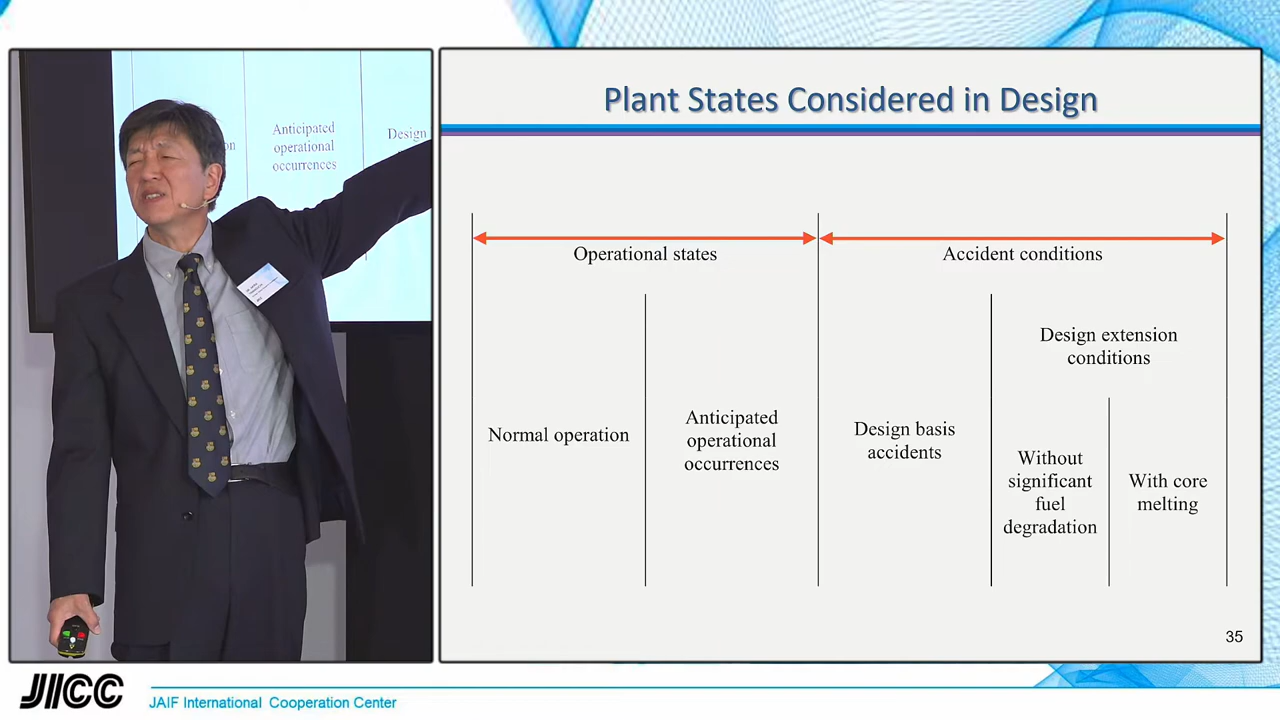 Plant States Considered in Design
Operational states
Accident conditions
Design extension
conditions
Normal operation
Anticipated
operational
occurrences
Design basis
accidents
Without
significant
fuel
degradation
With core
melting
35
on
Anticipated
operational
occurrences
Design
JICC
JAIF International Cooperation Center